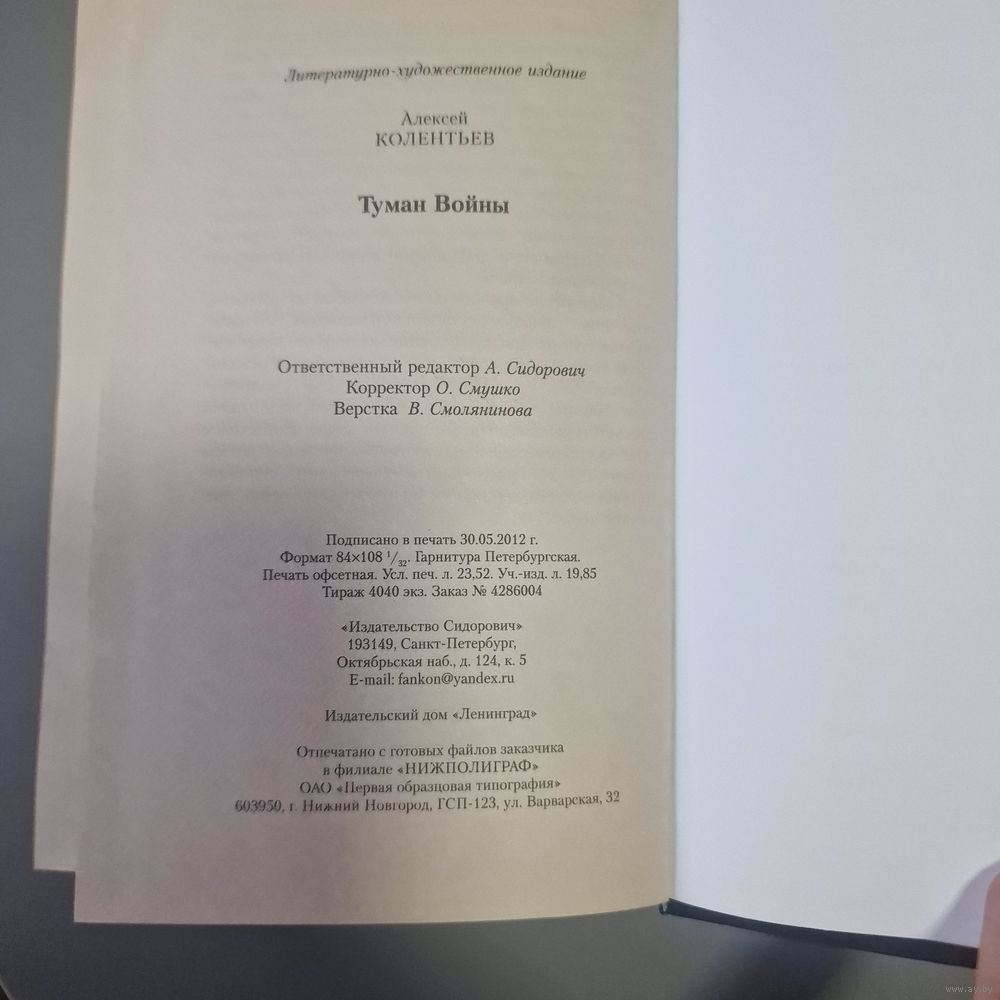 Литературно-художественное издание
Алексей
КОЛЕНТЬЕВ
Туман Войны
Ответственный редактор А. Сидорович
Корректор О. Смушко
Верстка В. Смолянинова
Подписано в печать 30.05.2012 г.
Формат 84×108 1/32. Гарнитура Петербургская.
Печать офсетная. Усл. печ. л. 23,52. Уч.-изд. л. 19,85
Тираж 4040 экз. Заказ № 4286004
«Издательство Сидорович»
193149, Санкт-Петербург,
Октябрьская наб., д. 124, к. 5
E-mail: fankon@yandex.ru
Издательский дом «Ленинград»
Отпечатано с готовых файлов заказчика
в филиале «НИЖПОЛИГРАФ»
ОАО «Первая образцовая типография»
603950, г. Нижний Новгород, ГСП-123, ул. Варварская, 32
www.ay.by